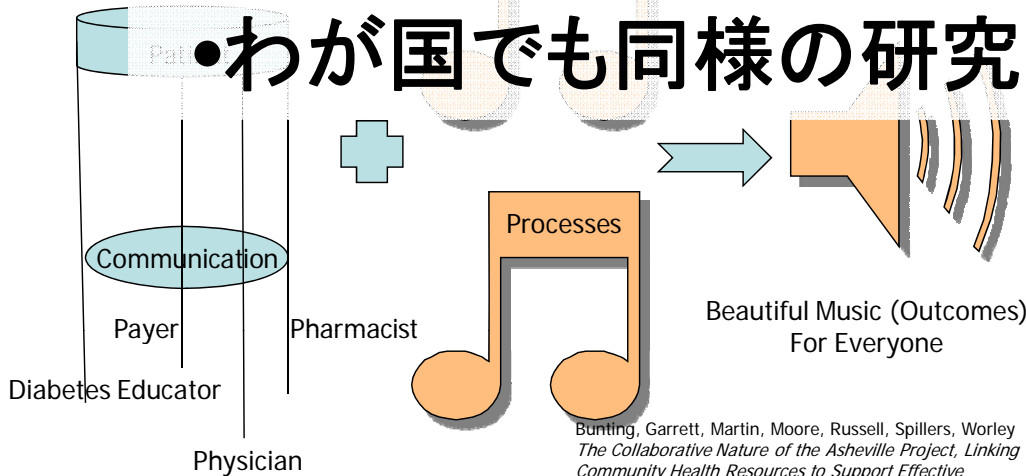 •わが国でも同様の研究
Processes
Communication
Payer
Pharmacist
Diabetes Educator
Physician
Beautiful Music (Outcomes)
For Everyone
Bunting, Garrett, Martin, Moore, Russell, Spillers, Worley
The Collaborative Nature of the Asheville Project, Linking
Community Health Resources to Support Effective